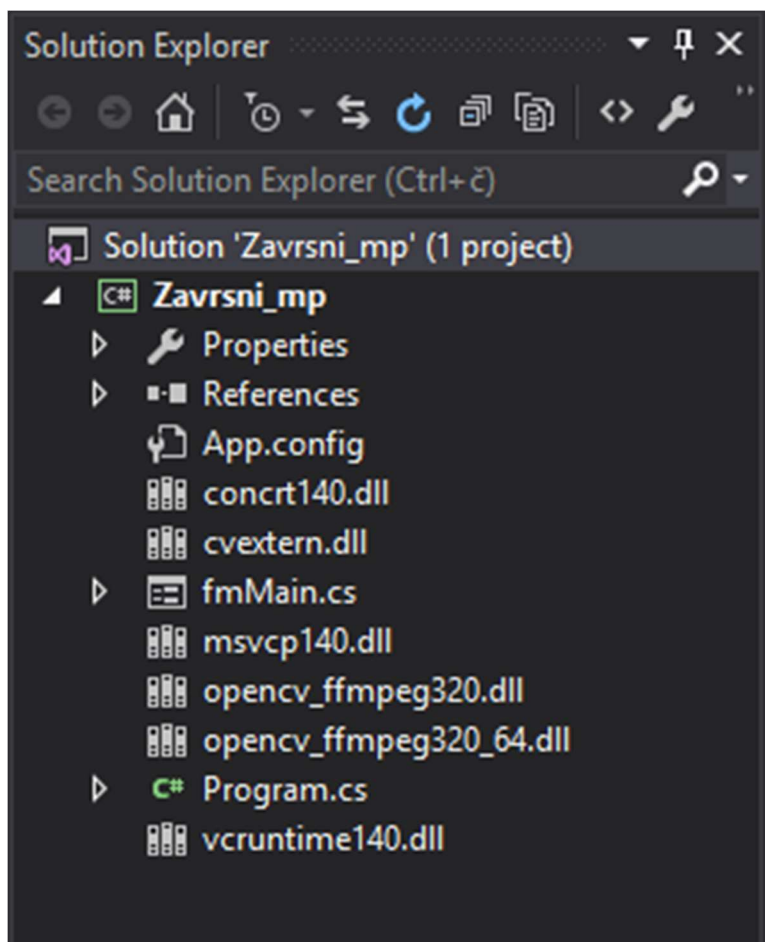 Solution Explorer
Search Solution Explorer (Ctrl+č)
Solution 'Zavrsni_mp' (1 project)
C# Zavrsni_mp
Properties
References
App.config
concrt140.dll
cvextern.dll
fmMain.cs
msvcp140.dll
opencv_ffmpeg320.dll
opencv_ffmpeg320_64.dll
C# Program.cs
vcruntime140.dll